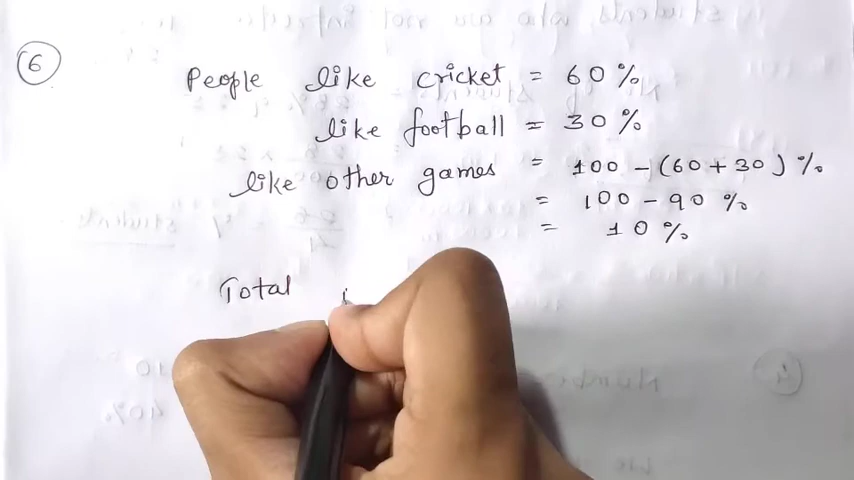 6
People like cricket = 60%
like football = 30%
like other games = 100 - (60 + 30) %
= 100 - 90 %
= 10 %
Total